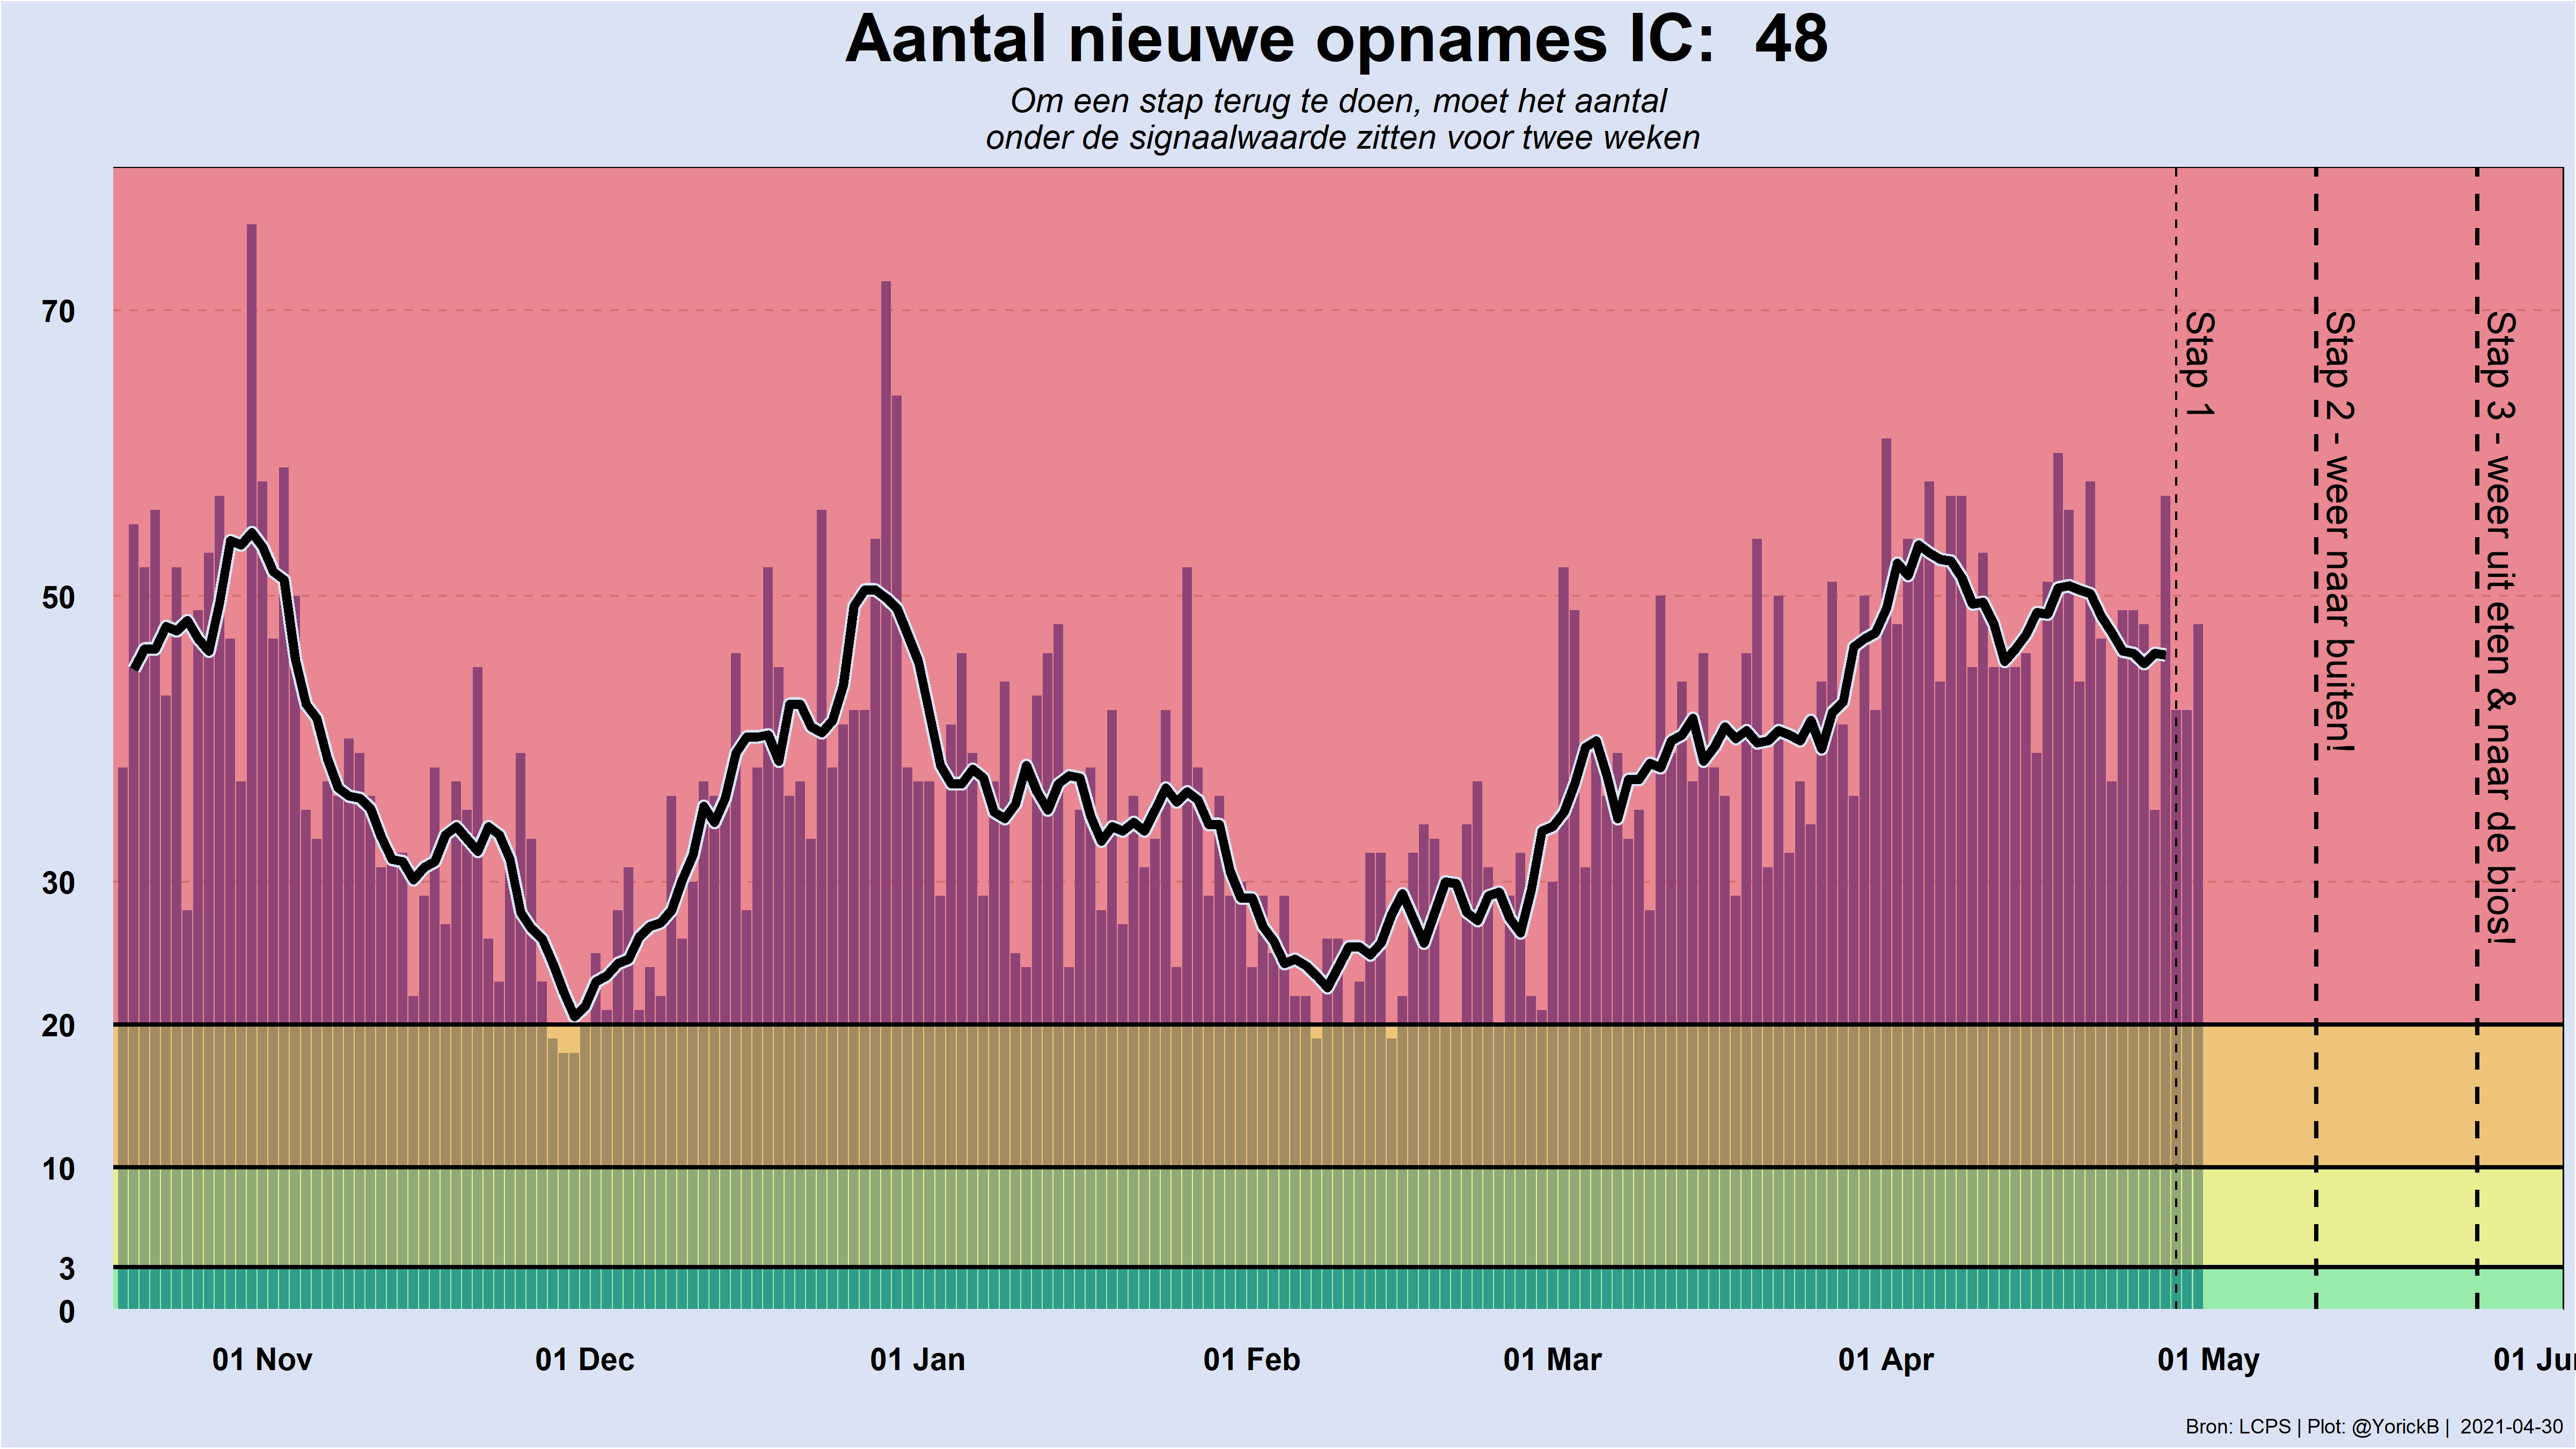 Aantal nieuwe opnames IC: 48
Om een stap terug te doen, moet het aantal
onder de signaalwaarde zitten voor twee weken
70
50
30
20
10
3
0
Stap 1
Stap 2 - weer naar buiten!
Stap 3 - weer uit eten & naar de bios!
01 Nov
01 Dec
01 Jan
01 Feb
01 Mar
01 Apr
01 May
01 Ju
Bron: LCPS | Plot: @YorickB | 2021-04-30